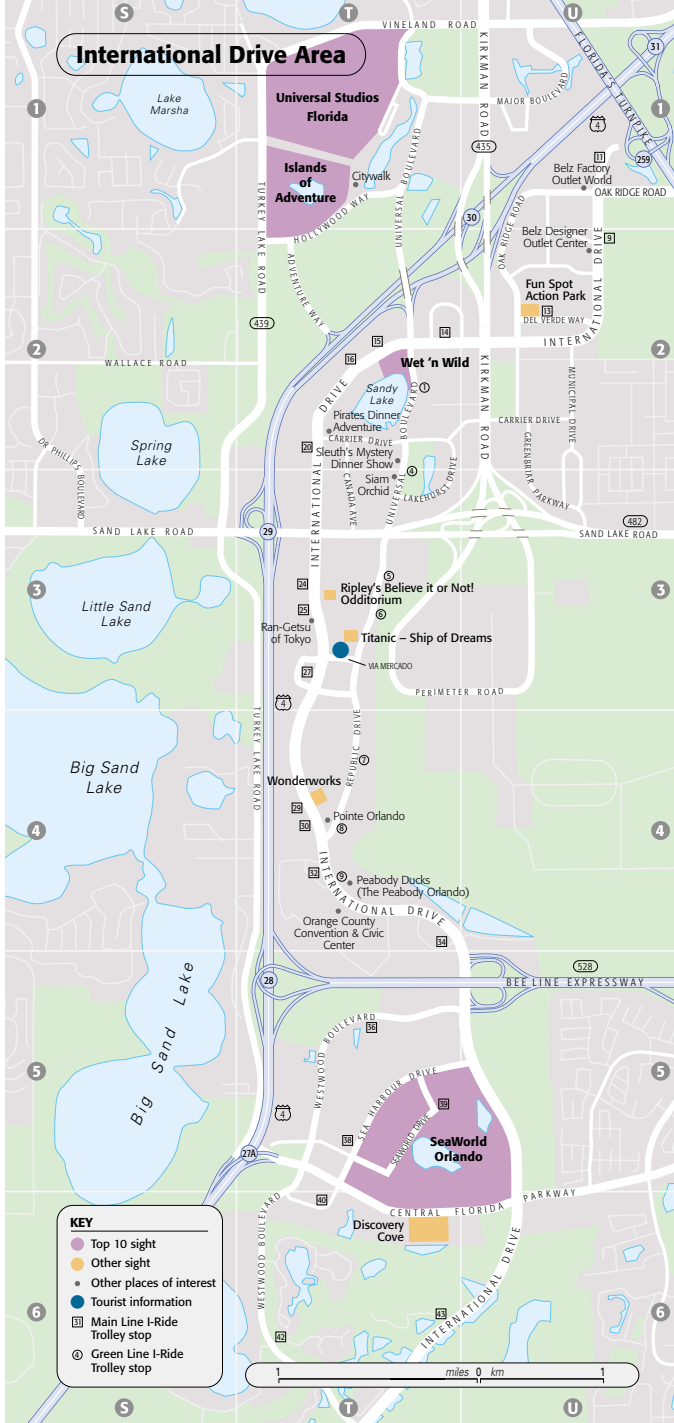 S
T
U
VINELAND ROAD
International Drive Area
KIRKMAN ROAD
FLORIDA'S TURNPIKE
31
1
Lake
Marsha
Universal Studios
Florida
MAJOR BOULEVARD
1
4
435
11
259
Islands
of
Adventure
Citywalk
Belz Factory
Outlet World
OAK RIDGE ROAD
TURKEY LAKE ROAD
HOLLYWOOD WAY
UNIVERSAL BOULEVARD
30
OAK RIDGE ROAD
Belz Designer
Outlet Center
9
INTERNATIONAL DRIVE
ADVENTURE WAY
Fun Spot
Action Park
13
DEL VERDE WAY
439
14
15
INTERNATIONAL
2
16
Wet 'n Wild
2
WALLACE ROAD
DRIVE
Sandy
Lake
1
KIRKMAN ROAD
MUNICIPAL DRIVE
Pirates Dinner
Adventure
BOULEVARD
CARRIER DRIVE
DR PHILLIPS BOULEVARD
Spring
Lake
20
CARRIER DRIVE
Sleuth's Mystery
Dinner Show
4
Siam
Orchid
GREENBRIAR PARKWAY
INTERNATIONAL
CANADA AVE
UNIVERSAL
LAKEHURST DRIVE
482
SAND LAKE ROAD
29
SAND LAKE ROAD
5
3
24
Ripley's Believe it or Not!
Odditorium
3
Little Sand
Lake
25
6
Ran-Getsu
of Tokyo
Titanic – Ship of Dreams
VIA MERCADO
27
PERIMETER ROAD
4
TURKEY LAKE ROAD
REPUBLIC DRIVE
Big Sand
Lake
7
Wonderworks
29
Pointe Orlando
4
30
8
4
32
9
Peabody Ducks
(The Peabody Orlando)
INTERNATIONAL DRIVE
Orange County
Convention & Civic
Center
34
528
28
BEE LINE EXPRESSWAY
Big Sand Lake
WESTWOOD BOULEVARD
36
5
SEA HARBOUR DRIVE
5
4
39
38
SEAWORLD DRIVE
SeaWorld
Orlando
27A
40
CENTRAL FLORIDA PARKWAY
WESTWOOD BOULEVARD
Discovery
Cove
INTERNATIONAL DRIVE
KEY
Top 10 sight
Other sight
Other places of interest
Tourist information
31
Main Line I-Ride
Trolley stop
4
Green Line I-Ride
Trolley stop
6
43
6
42
1
miles 0 km
1
S
T
U